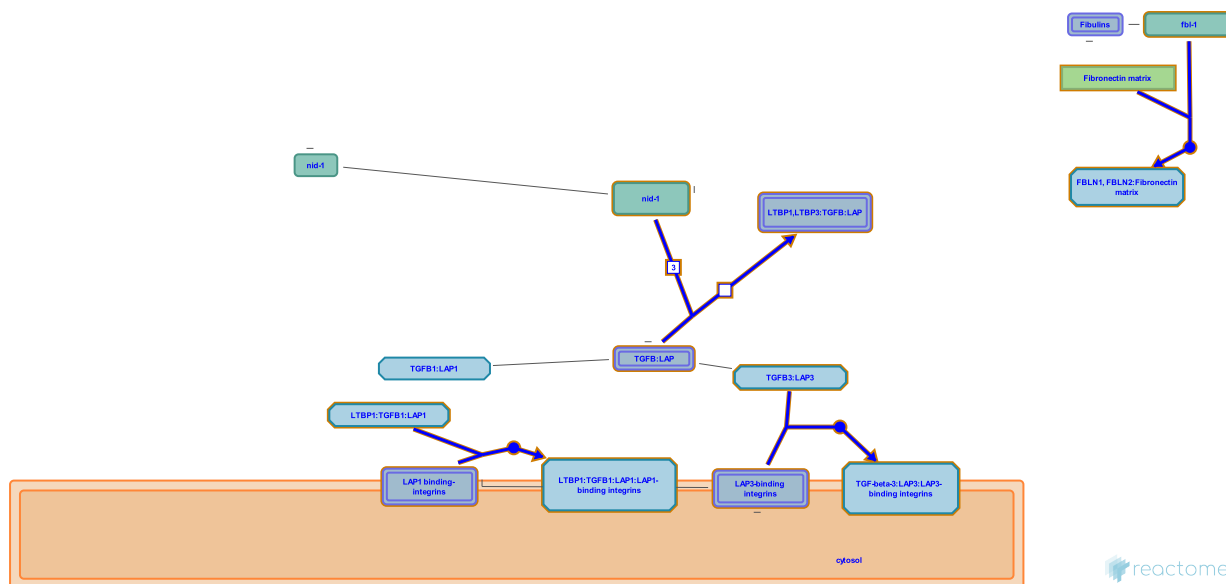 Fibulins
fbl-1
Fibronectin matrix
nid-1
FBLN1, FBLN2:Fibronectin
matrix
nid-1
LTBP1,LTBP3:TGFB:LAP
3
TGFB:LAP
TGFB1:LAP1
TGFB3:LAP3
LTBP1:TGFB1:LAP1
LAP1 binding-
integrins
LTBP1:TGFB1:LAP1:LAP1-
binding integrins
LAP3-binding
integrins
TGF-beta-3:LAP3:LAP3-
binding integrins
cytosol
reactome